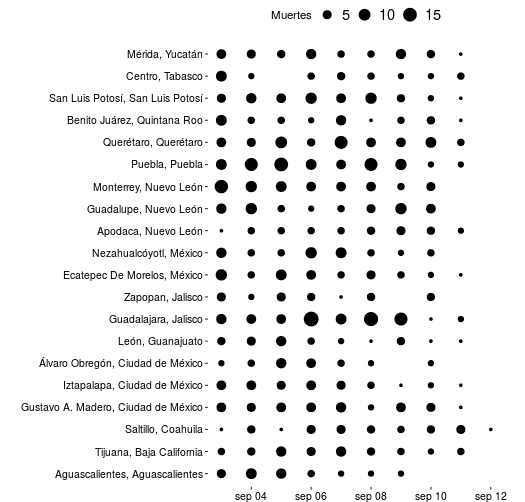 Muertes 5 10 15
Mérida, Yucatán
Centro, Tabasco
San Luis Potosí, San Luis Potosí
Benito Juárez, Quintana Roo
Querétaro, Querétaro
Puebla, Puebla
Monterrey, Nuevo León
Guadalupe, Nuevo León
Apodaca, Nuevo León
Nezahualcóyotl, México
Ecatepec De Morelos, México
Zapopan, Jalisco
Guadalajara, Jalisco
León, Guanajuato
Álvaro Obregón, Ciudad de México
Iztapalapa, Ciudad de México
Gustavo A. Madero, Ciudad de México
Saltillo, Coahuila
Tijuana, Baja California
Aguascalientes, Aguascalientes
sep 04 sep 06 sep 08 sep 10 sep 12